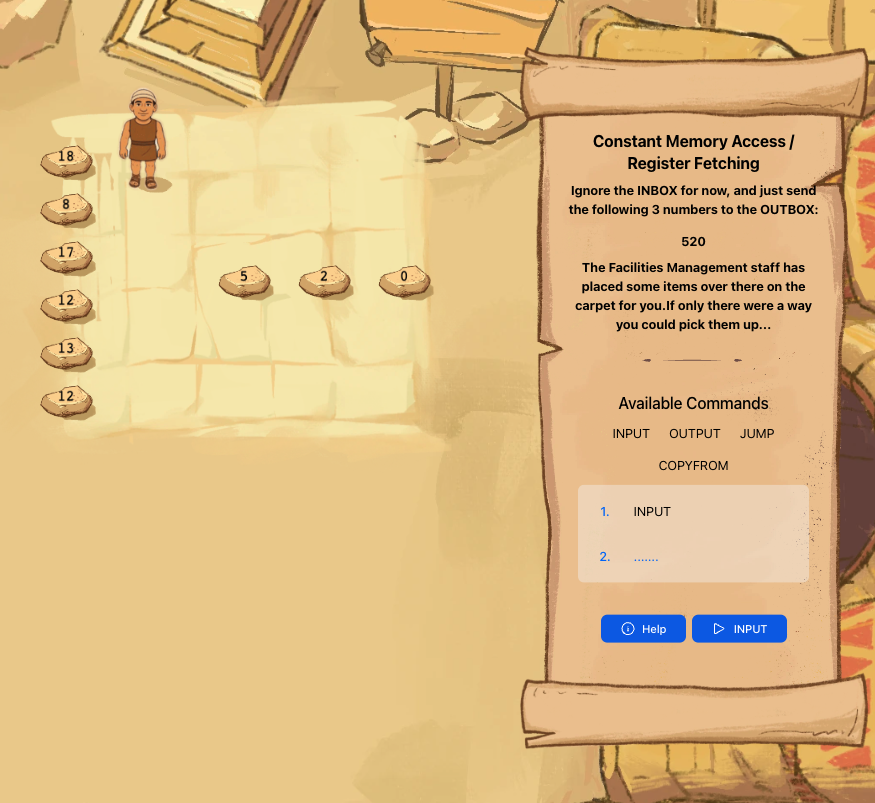 18
8
17
12
13
12
5 2 0
Constant Memory Access /
Register Fetching
Ignore the INBOX for now, and just send
the following 3 numbers to the OUTBOX:
520
The Facilities Management staff has
placed some items over there on the
carpet for you.If only there were a way
you could pick them up...
Available Commands
INPUT OUTPUT JUMP
COPYFROM
1. INPUT
2. .......
Help INPUT